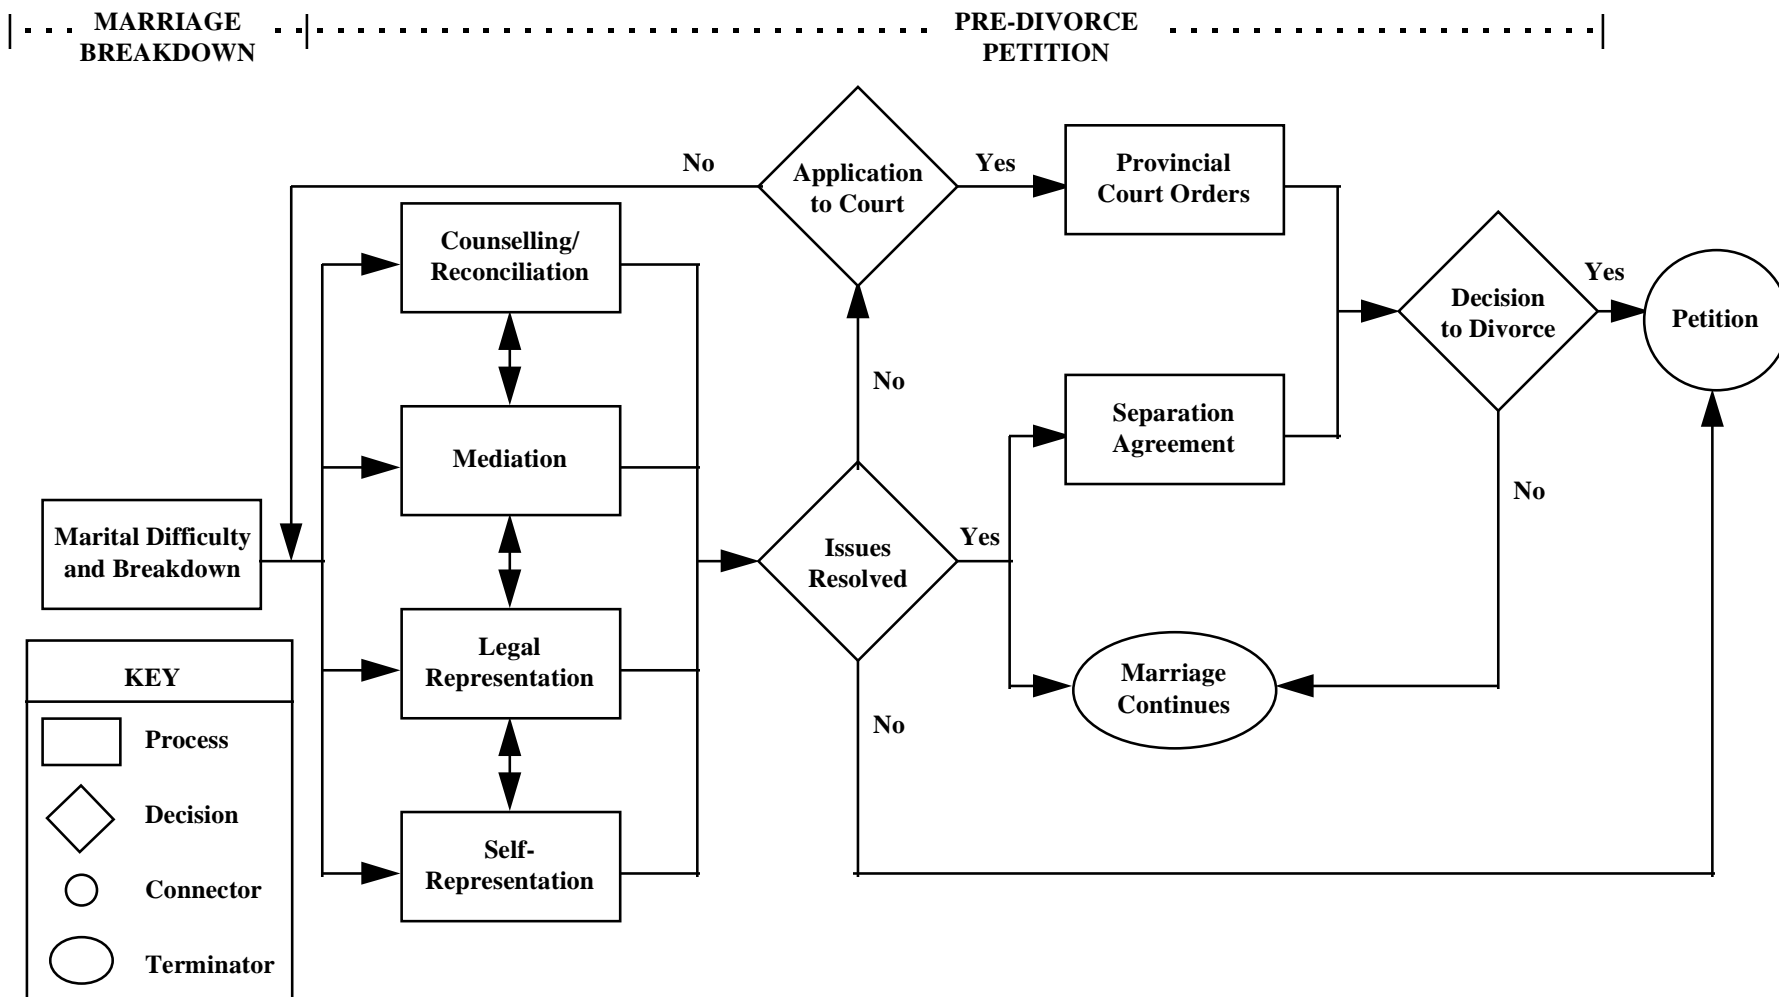 MARRIAGE
BREAKDOWN
PRE-DIVORCE
PETITION
No
Application
to Court
Yes
Provincial
Court Orders
Counselling/
Reconciliation
Decision
to Divorce
Yes
Petition
No
Mediation
Separation
Agreement
No
Marital Difficulty
and Breakdown
Issues
Resolved
Yes
Legal
Representation
Marriage
Continues
No
Self-
Representation
KEY
Process
Decision
Connector
Terminator